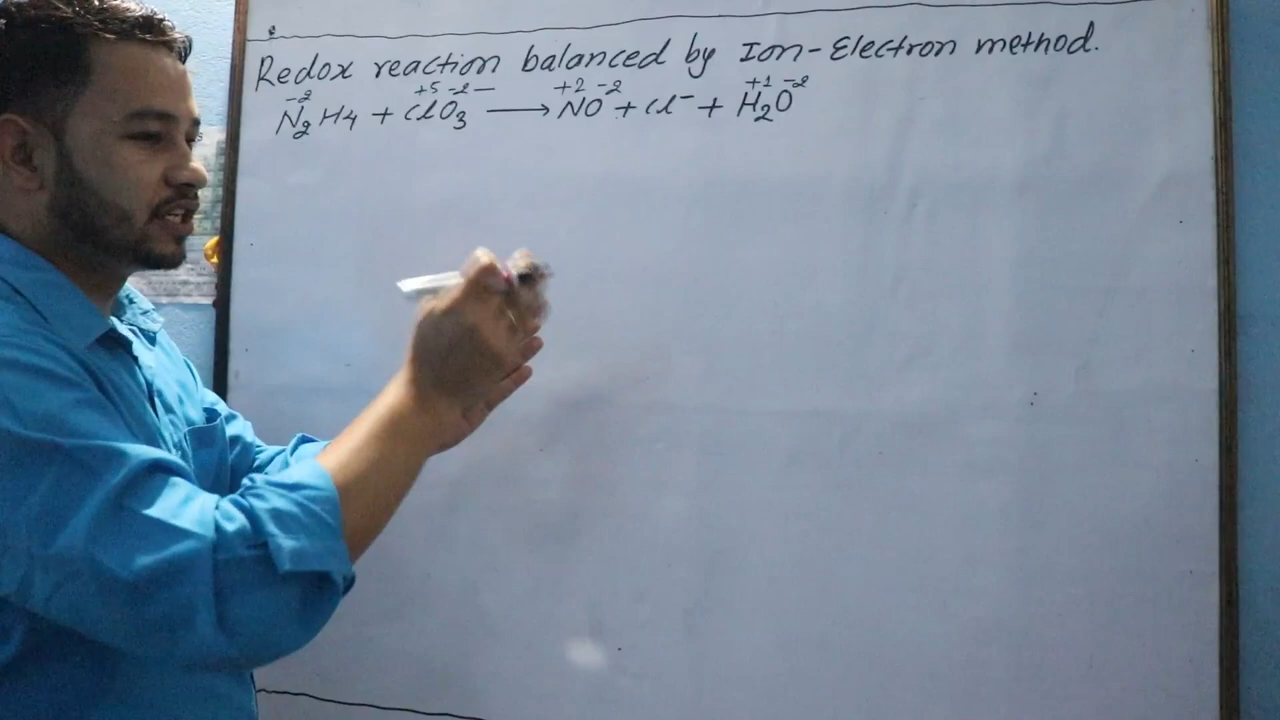 Redox reaction balanced by Ion-Electron method.
-2 +5 -2 - +2 -2 +1 -2
N2H4 + ClO3 ⟶ NO + Cl- + H2O